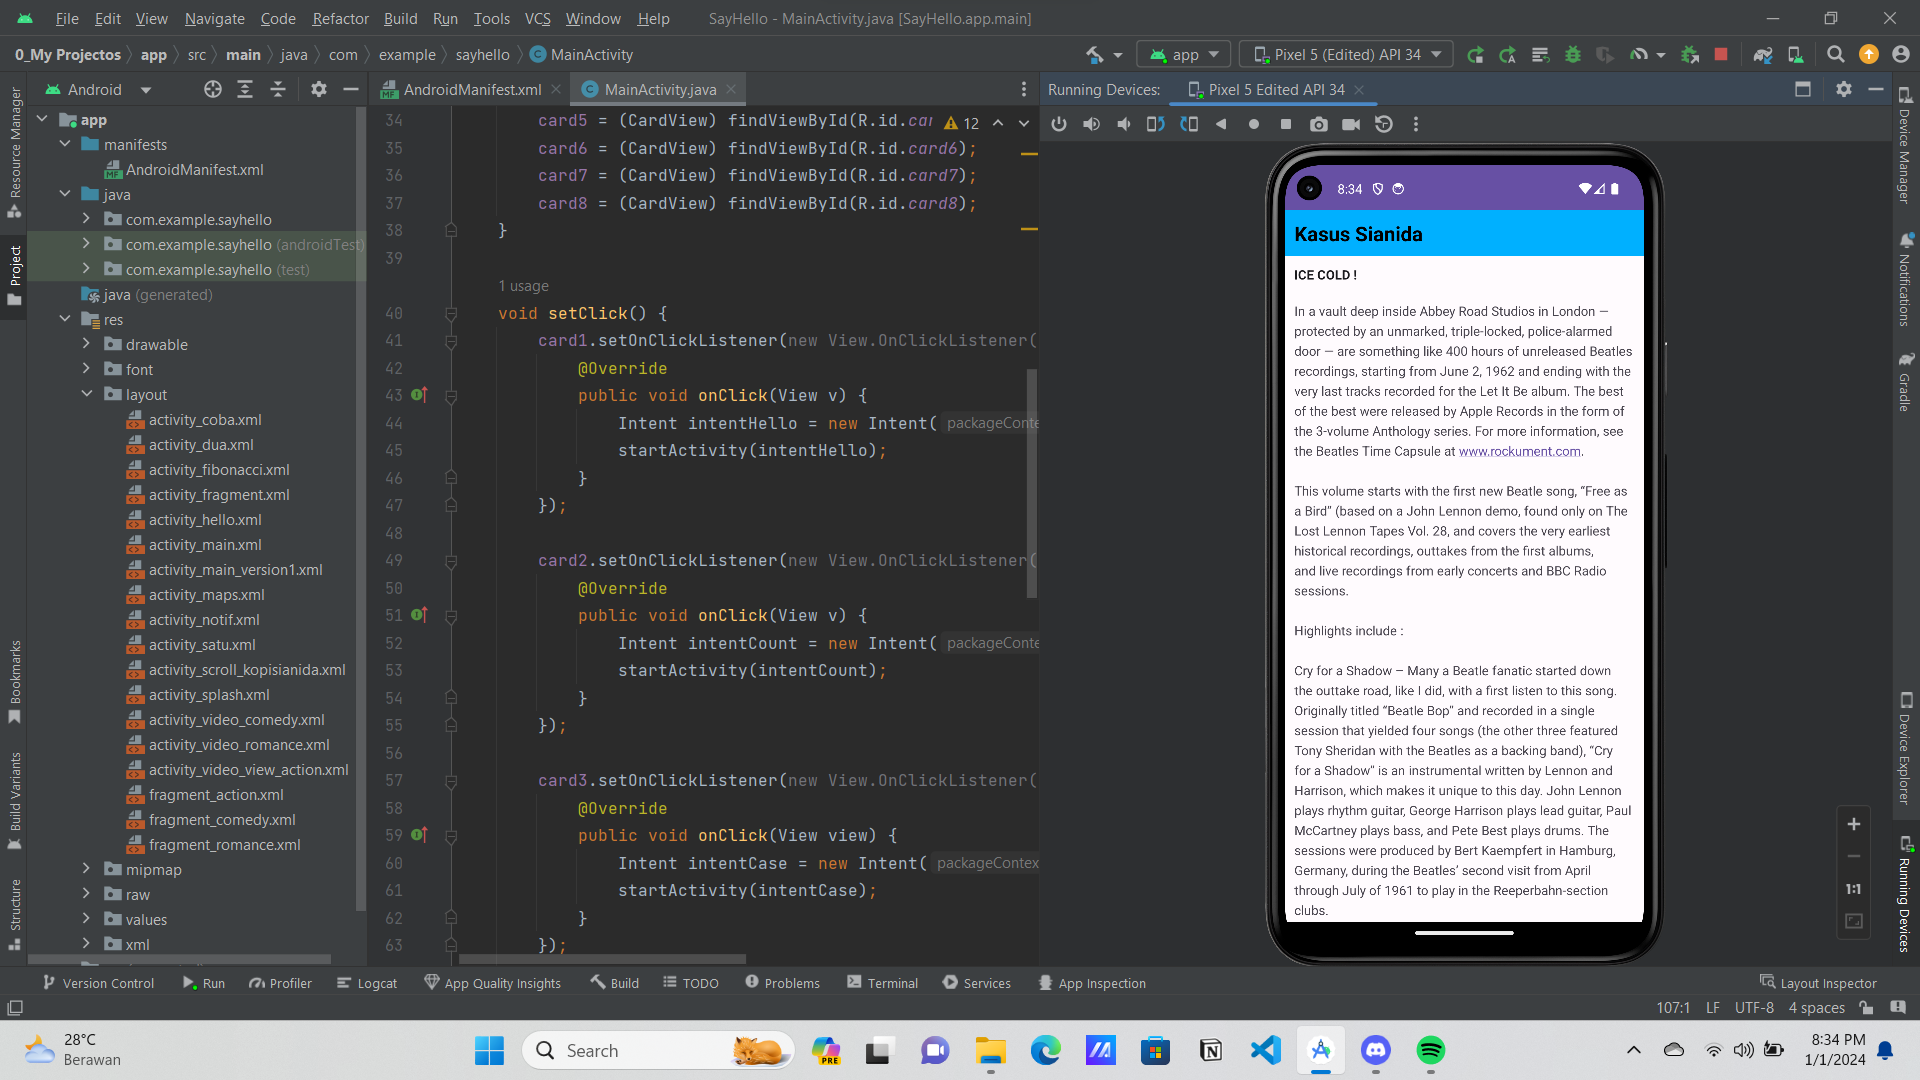 File Edit View Navigate Code Refactor Build Run Tools VCS Window Help SayHello - MainActivity.java [SayHello.app.main]
0_My Projectos app src main java com example sayhello MainActivity app Pixel 5 (Edited) API 34
Android
AndroidManifest.xml MainActivity.java
Running Devices: Pixel 5 Edited API 34
Resource Manager
Project
Bookmarks
Build Variants
Structure
app
manifests
AndroidManifest.xml
java
com.example.sayhello
com.example.sayhello (androidTest)
com.example.sayhello (test)
java (generated)
res
drawable
font
layout
activity_coba.xml
activity_dua.xml
activity_fibonacci.xml
activity_fragment.xml
activity_hello.xml
activity_main.xml
activity_main_version1.xml
activity_maps.xml
activity_notif.xml
activity_satu.xml
activity_scroll_kopisianida.xml
activity_splash.xml
activity_video_comedy.xml
activity_video_romance.xml
activity_video_view_action.xml
fragment_action.xml
fragment_comedy.xml
fragment_romance.xml
mipmap
raw
values
xml
12
34 card5 = (CardView) findViewById(R.id.car
35 card6 = (CardView) findViewById(R.id.card6);
36 card7 = (CardView) findViewById(R.id.card7);
37 card8 = (CardView) findViewById(R.id.card8);
38 }
39
1 usage
40 void setClick() {
41 card1.setOnClickListener(new View.OnClickListener(
42 @Override
43 public void onClick(View v) {
44 Intent intentHello = new Intent( packageConte
45 startActivity(intentHello);
46 }
47 });
48
49 card2.setOnClickListener(new View.OnClickListener(
50 @Override
51 public void onClick(View v) {
52 Intent intentCount = new Intent( packageConte
53 startActivity(intentCount);
54 }
55 });
56
57 card3.setOnClickListener(new View.OnClickListener(
58 @Override
59 public void onClick(View view) {
60 Intent intentCase = new Intent( packageContex
61 startActivity(intentCase);
62 }
63 });
8:34
Kasus Sianida
ICE COLD !
In a vault deep inside Abbey Road Studios in London —
protected by an unmarked, triple-locked, police-alarmed
door — are something like 400 hours of unreleased Beatles
recordings, starting from June 2, 1962 and ending with the
very last tracks recorded for the Let It Be album. The best
of the best were released by Apple Records in the form of
the 3-volume Anthology series. For more information, see
the Beatles Time Capsule at www.rockument.com.
This volume starts with the first new Beatle song, “Free as
a Bird” (based on a John Lennon demo, found only on The
Lost Lennon Tapes Vol. 28, and covers the very earliest
historical recordings, outtakes from the first albums,
and live recordings from early concerts and BBC Radio
sessions.
Highlights include :
Cry for a Shadow – Many a Beatle fanatic started down
the outtake road, like I did, with a first listen to this song.
Originally titled “Beatle Bop” and recorded in a single
session that yielded four songs (the other three featured
Tony Sheridan with the Beatles as a backing band), “Cry
for a Shadow” is an instrumental written by Lennon and
Harrison, which makes it unique to this day. John Lennon
plays rhythm guitar, George Harrison plays lead guitar, Paul
McCartney plays bass, and Pete Best plays drums. The
sessions were produced by Bert Kaempfert in Hamburg,
Germany, during the Beatles’ second visit from April
through July of 1961 to play in the Reeperbahn-section
clubs.
1:1
Device Manager
Notifications
Gradle
Device Explorer
Running Devices
Version Control Run Profiler Logcat App Quality Insights Build TODO Problems Terminal Services App Inspection Layout Inspector
107:1 LF UTF-8 4 spaces
28°C
Berawan
Search
PRE
8:34 PM
1/1/2024